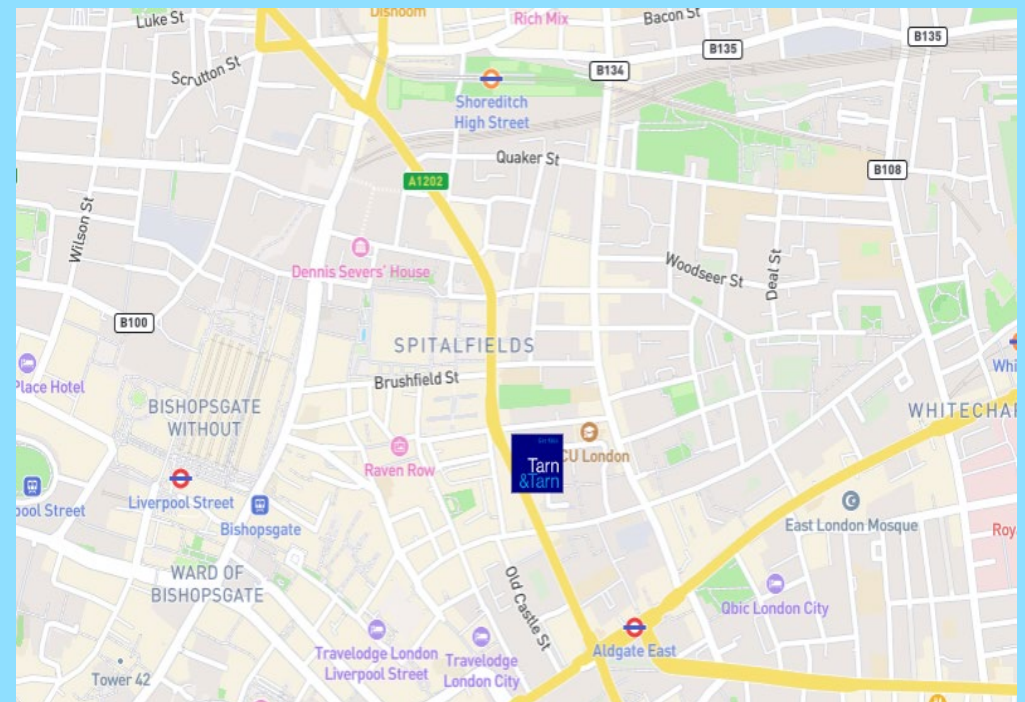 Luke St
Dishoom
Rich Mix
Bacon St
B135
B135
Scrutton St
B134
Shoreditch
High Street
Quaker St
B108
A1202
Wilson St
Dennis Severs' House
Woodseer St
Deal St
B100
SPITALFIELDS
Place Hotel
Brushfield St
Whi
BISHOPSGATE
WITHOUT
WHITECHAP
Raven Row
CU London
Tarn
&Tarn
Liverpool Street
pool Street
Bishopsgate
East London Mosque
Roy
WARD OF
BISHOPSGATE
Old Castle St
Qbic London City
Travelodge London
Liverpool Street
Travelodge
London City
Aldgate East
Tower 42